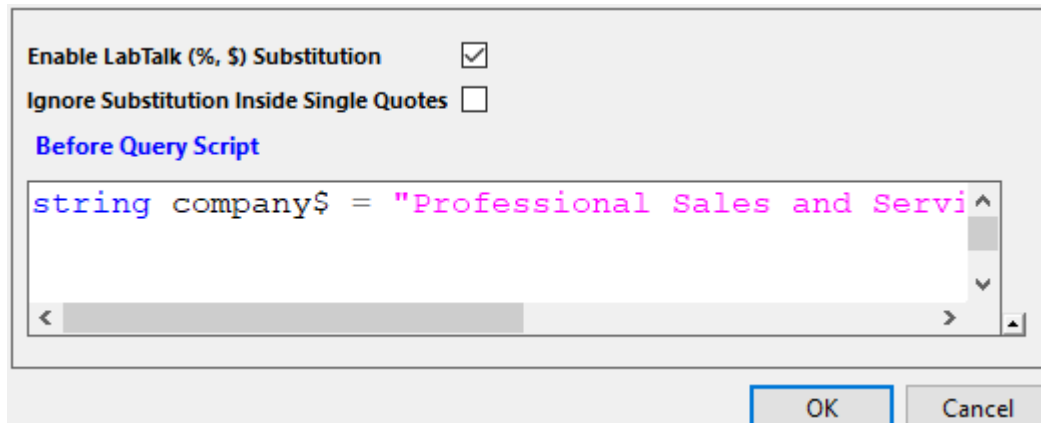 Enable LabTalk (%, $) Substitution
Ignore Substitution Inside Single Quotes
Before Query Script
string company$ = "Professional Sales and Servi
OK Cancel